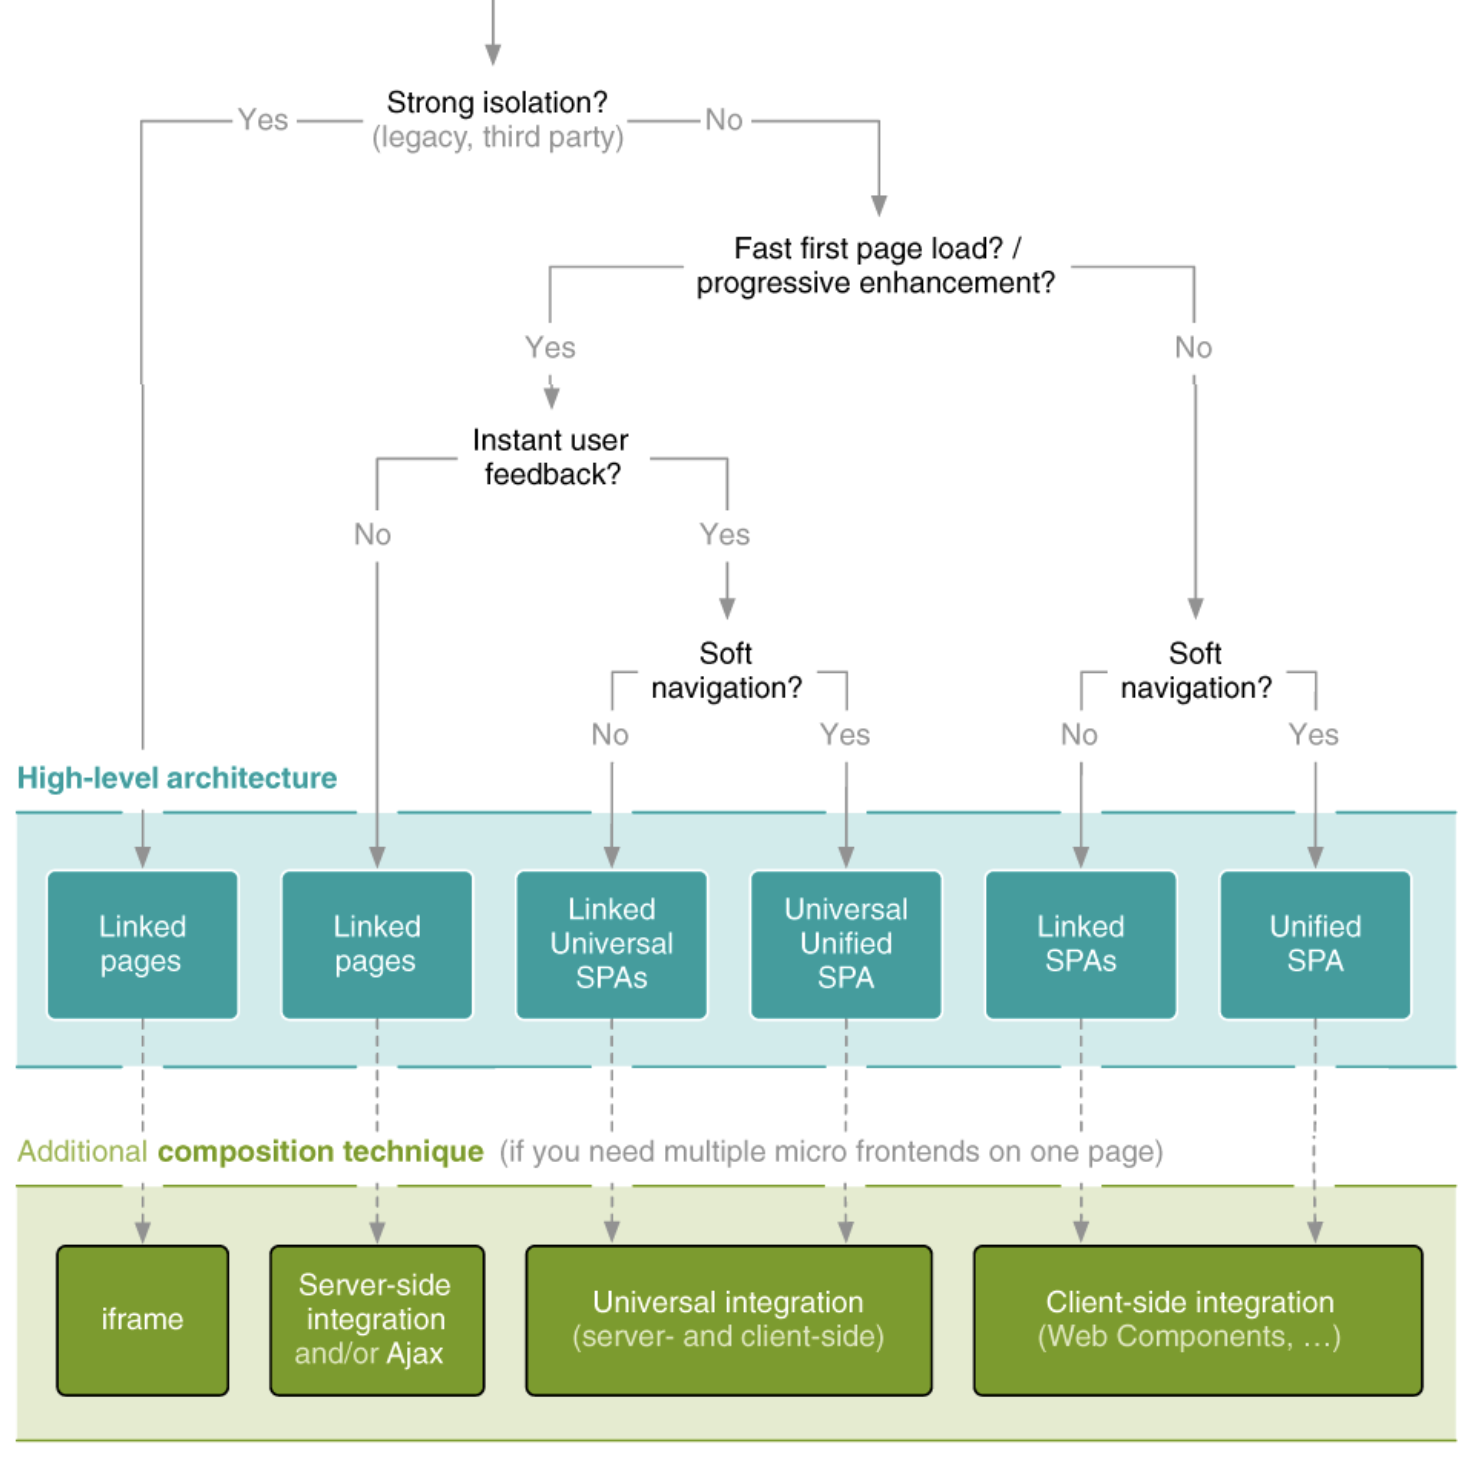 Strong isolation?
Yes
(legacy, third party)
No
Fast first page load? /
progressive enhancement?
Yes
No
Instant user
feedback?
No
Yes
Soft
navigation?
Soft
navigation?
No
Yes
No
Yes
High-level architecture
Linked
pages
Linked
pages
Linked
Universal
SPAs
Universal
Unified
SPA
Linked
SPAs
Unified
SPA
Additional composition technique (if you need multiple micro frontends on one page)
iframe
Server-side
integration
and/or Ajax
Universal integration
(server- and client-side)
Client-side integration
(Web Components, …)